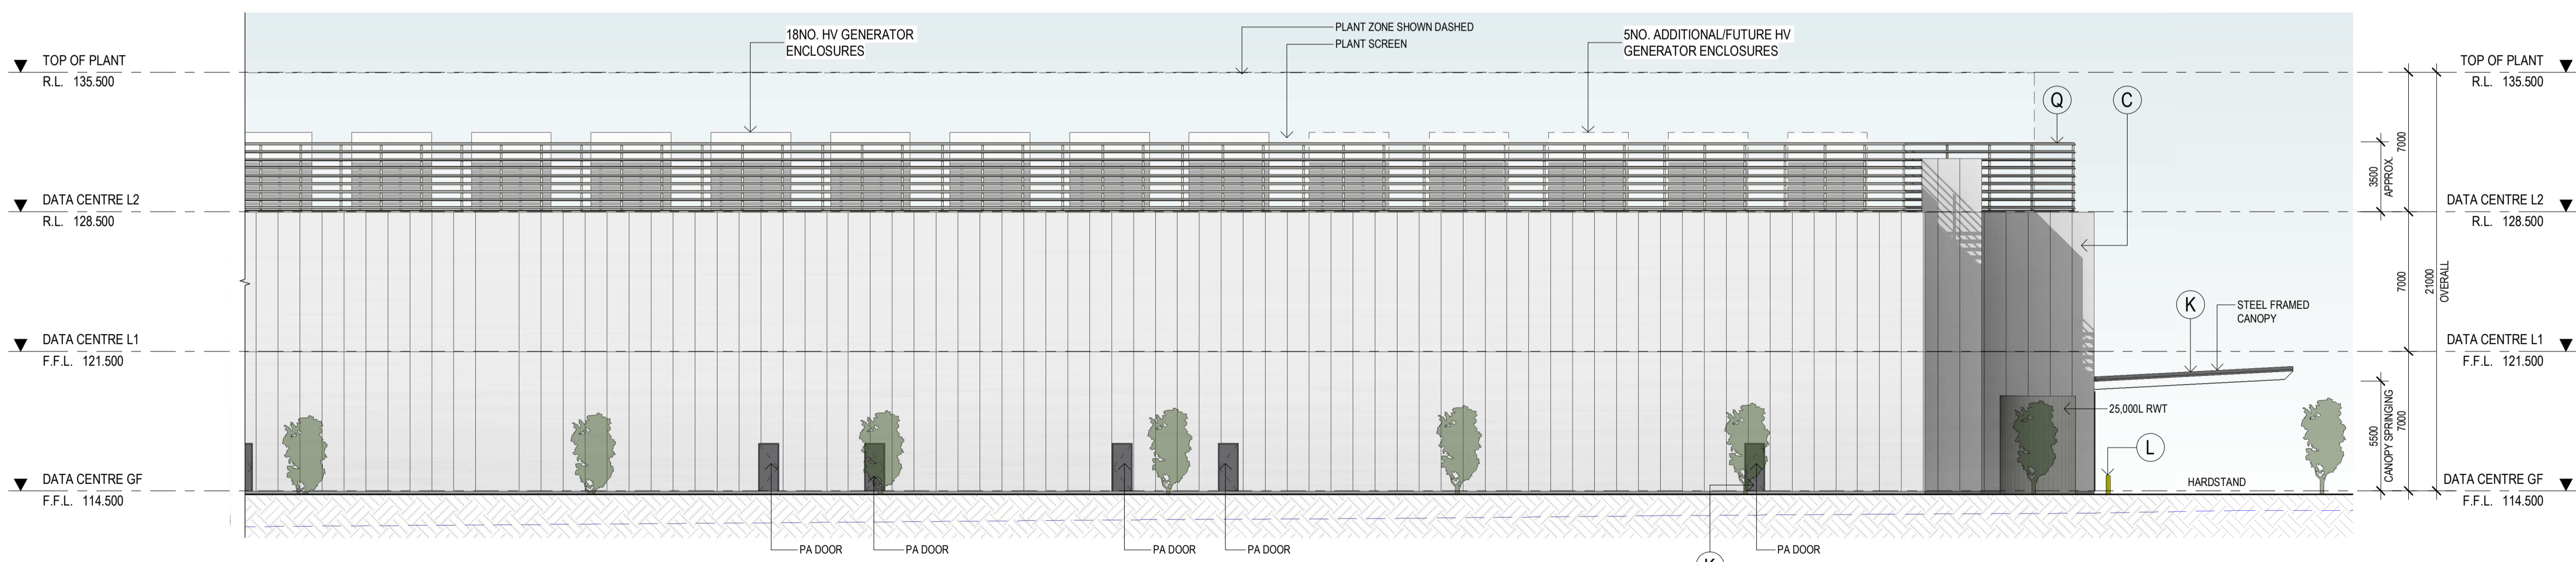 18NO. HV GENERATOR
ENCLOSURES
PLANT ZONE SHOWN DASHED
PLANT SCREEN
5NO. ADDITIONAL/FUTURE HV
GENERATOR ENCLOSURES
TOP OF PLANT
R.L. 135.500
TOP OF PLANT
R.L. 135.500
Q
C
7000
3500
APPROX.
DATA CENTRE L2
R.L. 128.500
DATA CENTRE L2
R.L. 128.500
7000
21000
OVERALL
K
STEEL FRAMED
CANOPY
DATA CENTRE L1
F.F.L. 121.500
DATA CENTRE L1
F.F.L. 121.500
25,000L RWT
5500
CANOPY SPRINGING
7000
L
HARDSTAND
DATA CENTRE GF
F.F.L. 114.500
DATA CENTRE GF
F.F.L. 114.500
PA DOOR
PA DOOR
PA DOOR
PA DOOR
PA DOOR
K